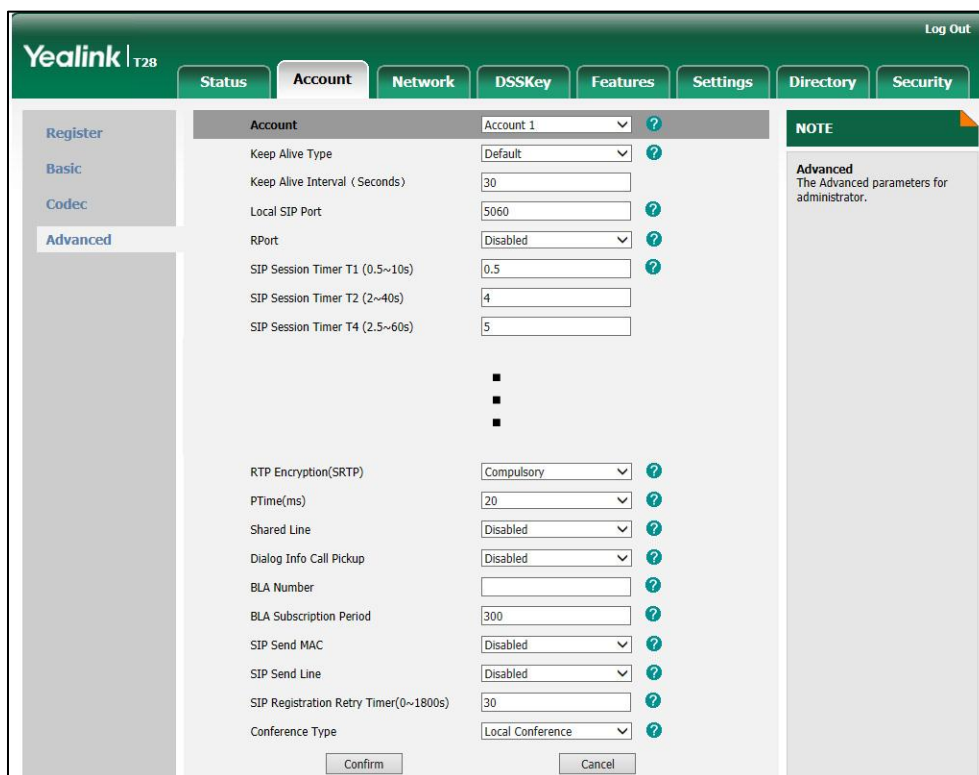 Log Out
Yealink T28
Status Account Network DSSKey Features Settings Directory Security
Register
Basic
Codec
Advanced
Account Account 1 ?
Keep Alive Type Default ?
Keep Alive Interval (Seconds) 30
Local SIP Port 5060 ?
RPort Disabled ?
SIP Session Timer T1 (0.5~10s) 0.5 ?
SIP Session Timer T2 (2~40s) 4
SIP Session Timer T4 (2.5~60s) 5
RTP Encryption(SRTP) Compulsory ?
PTime(ms) 20 ?
Shared Line Disabled ?
Dialog Info Call Pickup Disabled ?
BLA Number ?
BLA Subscription Period 300 ?
SIP Send MAC Disabled ?
SIP Send Line Disabled ?
SIP Registration Retry Timer(0~1800s) 30 ?
Conference Type Local Conference ?
Confirm Cancel
NOTE
Advanced
The Advanced parameters for
administrator.